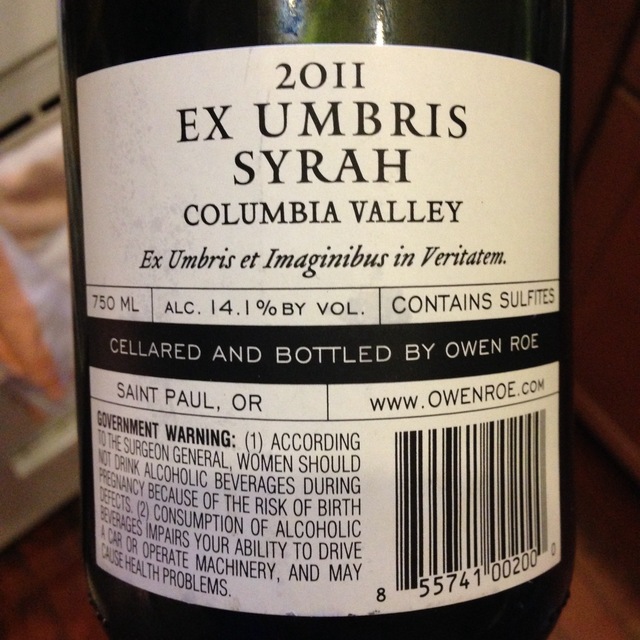 2011
EX UMBRIS
SYRAH
COLUMBIA VALLEY
Ex Umbris et Imaginibus in Veritatem.
750 ML ALC. 14.1% BY VOL. CONTAINS SULFITES
CELLARED AND BOTTLED BY OWEN ROE
SAINT PAUL, OR www.OWENROE.COM
GOVERNMENT WARNING: (1) ACCORDING
TO THE SURGEON GENERAL, WOMEN SHOULD
NOT DRINK ALCOHOLIC BEVERAGES DURING
PREGNANCY BECAUSE OF THE RISK OF BIRTH
DEFECTS. (2) CONSUMPTION OF ALCOHOLIC
BEVERAGES IMPAIRS YOUR ABILITY TO DRIVE
A CAR OR OPERATE MACHINERY, AND MAY
CAUSE HEALTH PROBLEMS.
8 55741 00200 0